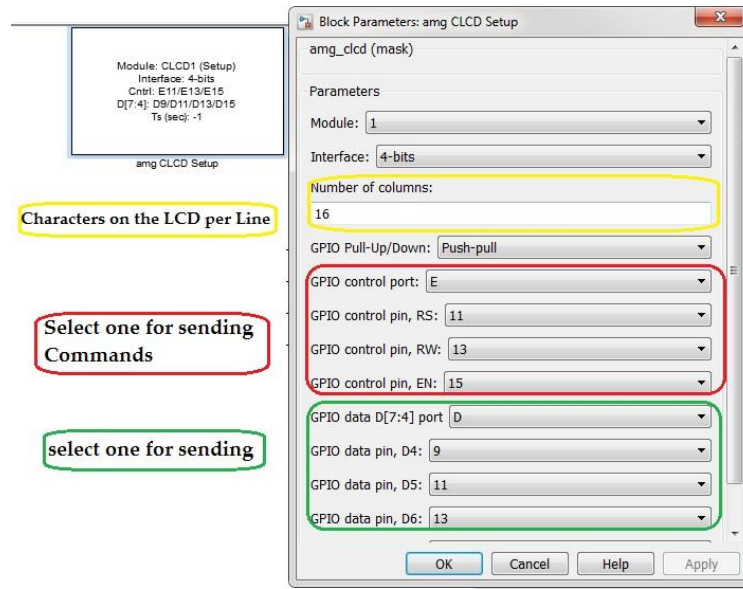 Module: CLCD1 (Setup)
Interface: 4-bits
Cntrl: E11/E13/E15
D[7:4]: D9/D11/D13/D15
Ts (sec): -1
amg CLCD Setup
Characters on the LCD per Line
Select one for sending
Commands
select one for sending
Block Parameters: amg CLCD Setup
amg_clcd (mask)
Parameters
Module: 1
Interface: 4-bits
Number of columns:
16
GPIO Pull-Up/Down: Push-pull
GPIO control port: E
GPIO control pin, RS: 11
GPIO control pin, RW: 13
GPIO control pin, EN: 15
GPIO data D[7:4] port D
GPIO data pin, D4: 9
GPIO data pin, D5: 11
GPIO data pin, D6: 13
OK Cancel Help Apply